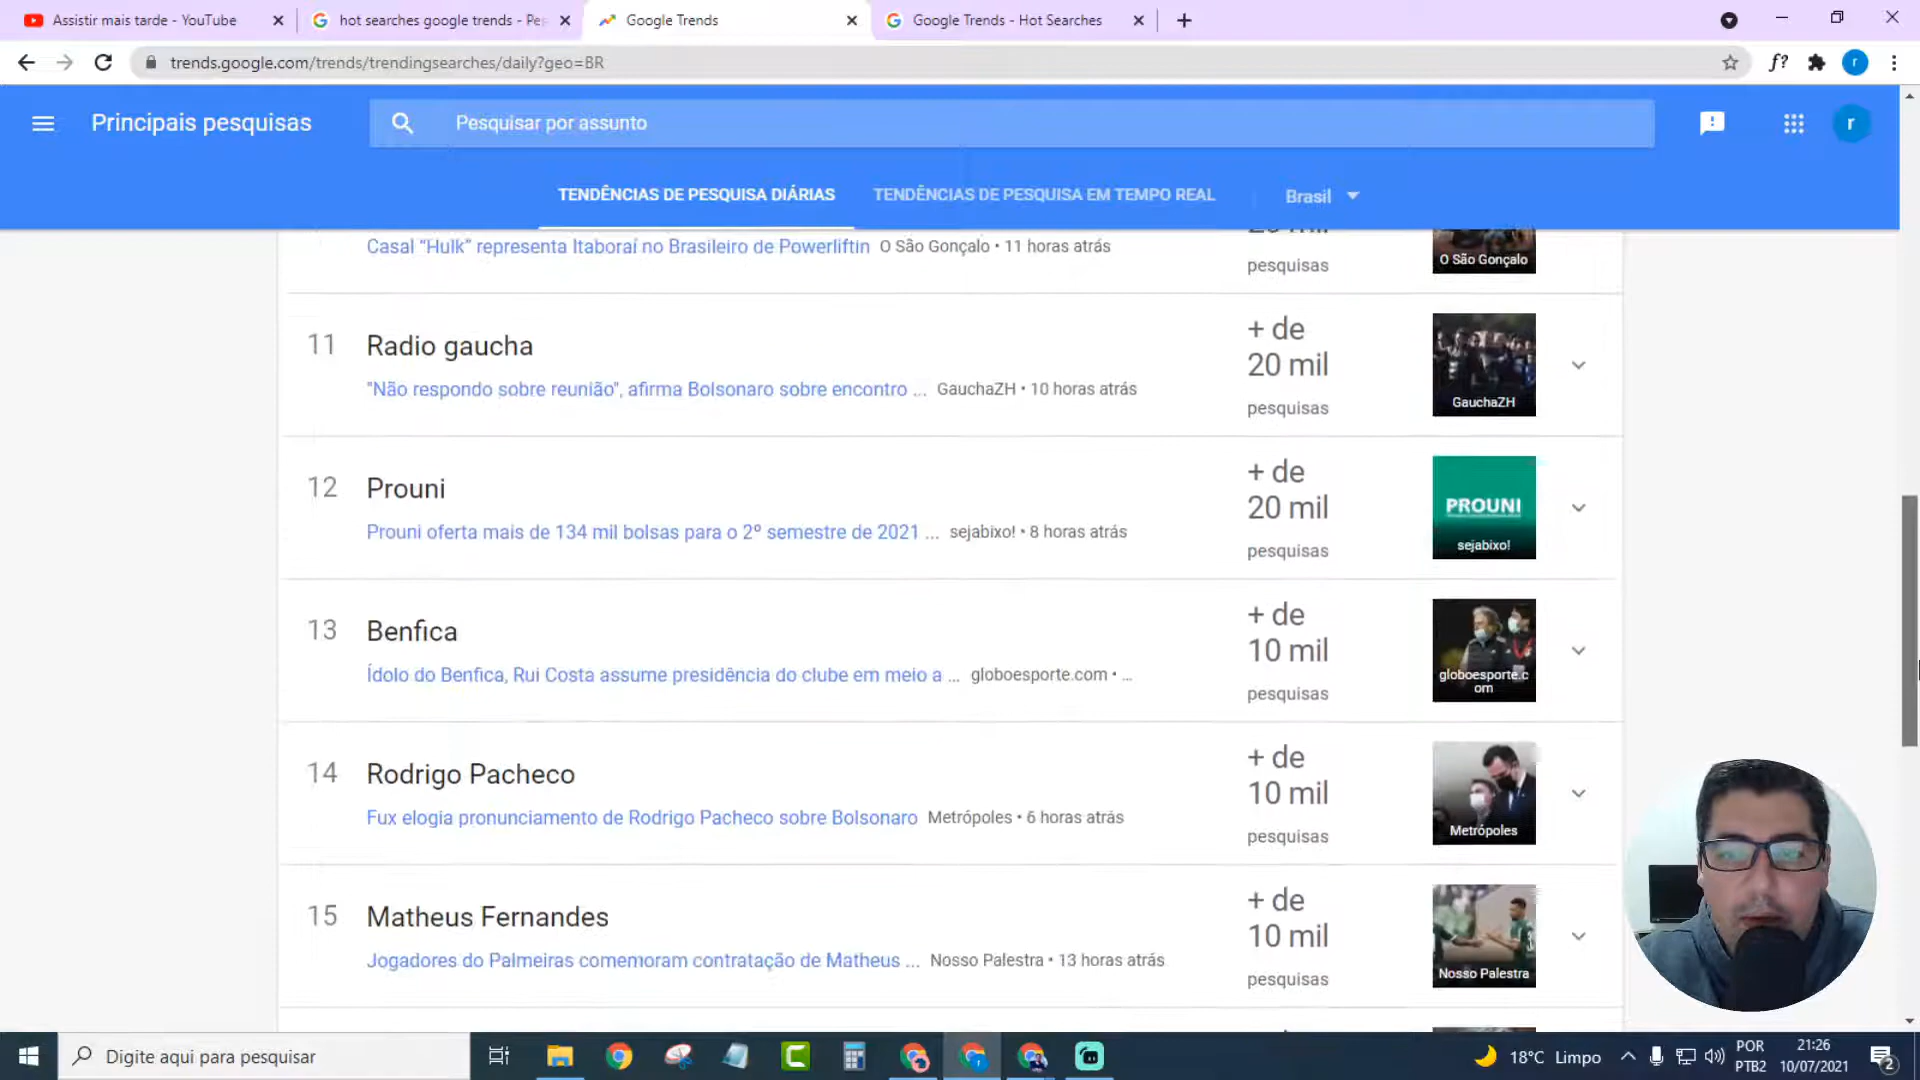 Assistir mais tarde - YouTube
hot searches google trends - Pes
Google Trends
Google Trends - Hot Searches
trends.google.com/trends/trendingsearches/daily?geo=BR
f?
r
Principais pesquisas
Pesquisar por assunto
r
TENDÊNCIAS DE PESQUISA DIÁRIAS
TENDÊNCIAS DE PESQUISA EM TEMPO REAL
Brasil
Casal “Hulk” representa Itaboraí no Brasileiro de Powerliftin O São Gonçalo • 11 horas atrás
pesquisas
O São Gonçalo
11 Radio gaucha
"Não respondo sobre reunião", afirma Bolsonaro sobre encontro ... GauchaZH • 10 horas atrás
+ de
20 mil
pesquisas
GauchaZH
12 Prouni
Prouni oferta mais de 134 mil bolsas para o 2º semestre de 2021 ... sejabixo! • 8 horas atrás
+ de
20 mil
pesquisas
PROUNI
sejabixo!
13 Benfica
Ídolo do Benfica, Rui Costa assume presidência do clube em meio a ... globoesporte.com • ...
+ de
10 mil
pesquisas
globoesporte.c
om
14 Rodrigo Pacheco
Fux elogia pronunciamento de Rodrigo Pacheco sobre Bolsonaro Metrópoles • 6 horas atrás
+ de
10 mil
pesquisas
Metrópoles
15 Matheus Fernandes
Jogadores do Palmeiras comemoram contratação de Matheus ... Nosso Palestra • 13 horas atrás
+ de
10 mil
pesquisas
Nosso Palestra
Digite aqui para pesquisar
18°C Limpo
POR
PTB2
21:26
10/07/2021
2